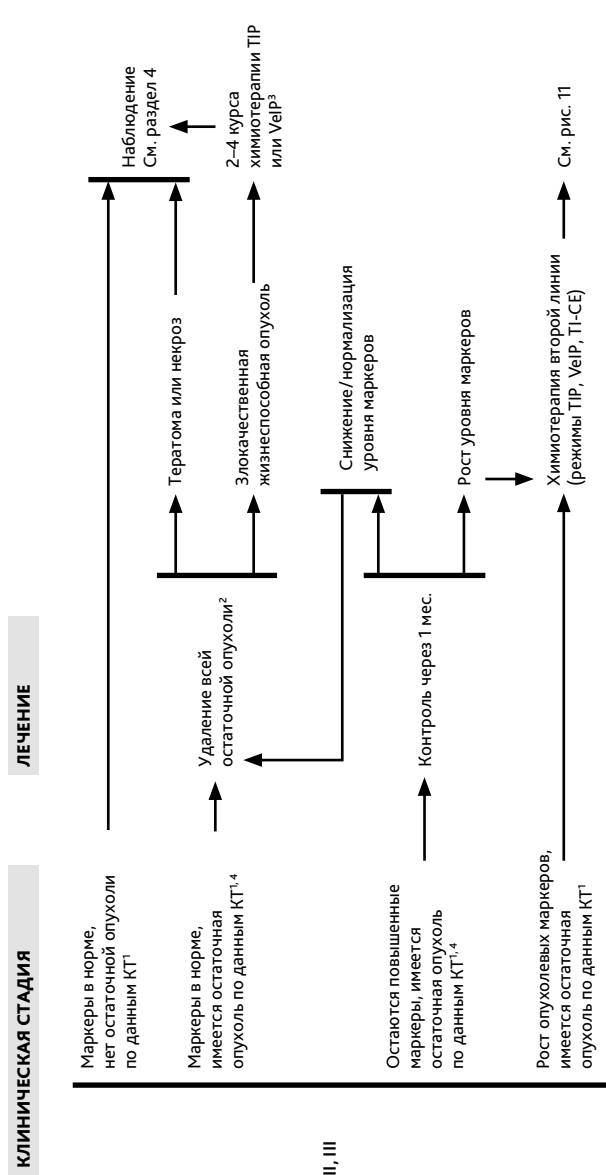 КЛИНИЧЕСКАЯ СТАДИЯ
ЛЕЧЕНИЕ
II, III
Маркеры в норме,
нет остаточной опухоли
по данным КТ¹
Наблюдение
См. раздел 4
Маркеры в норме,
имеется остаточная
опухоль по данным КТ¹,⁴
Удаление всей
остаточной опухоли²
Тератома или некроз
Злокачественная
жизнеспособная опухоль
2–4 курса
химиотерапии TIP
или VeIP³
Остаются повышенные
маркеры, имеется
остаточная опухоль
по данным КТ¹,⁴
Контроль через 1 мес.
Снижение/нормализация
уровня маркеров
Рост уровня маркеров
Рост опухолевых маркеров,
имеется остаточная
опухоль по данным КТ¹
Химиотерапия второй линии
(режимы TIP, VeIP, TI-CE)
См. рис. 11